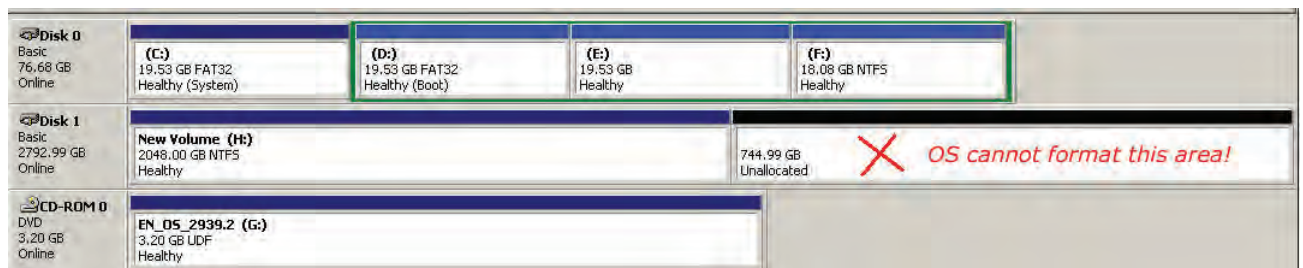 Disk 0
Basic
76.68 GB
Online
(C:)
19.53 GB FAT32
Healthy (System)
(D:)
19.53 GB FAT32
Healthy (Boot)
(E:)
19.53 GB
Healthy
(F:)
18.08 GB NTFS
Healthy
Disk 1
Basic
2792.99 GB
Online
New Volume (H:)
2048.00 GB NTFS
Healthy
744.99 GB
Unallocated
OS cannot format this area!
CD-ROM 0
DVD
3.20 GB
Online
EN_OS_2939.2 (G:)
3.20 GB UDF
Healthy